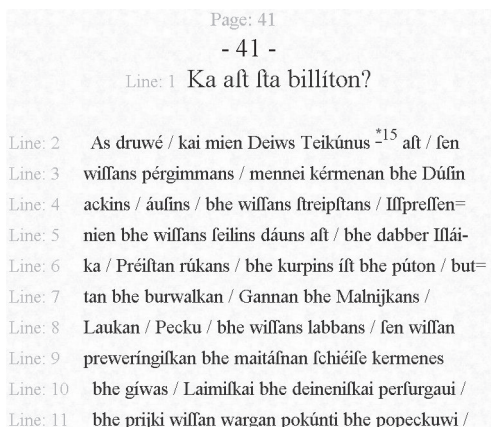 Page: 41
- 41 -
Line: 1 Ka aſt ſta billíton?
Line: 2 As druwé / kai mien Deiws Teikúnus *15 aſt / ſen
Line: 3 wiſſans pérgimmans / mennei kérmenan bhe Dúſin
Line: 4 ackins / áuſins / bhe wiſſans ſtreipſtans / Iſſpreſſen=
Line: 5 nien bhe wiſſans ſeilins dáuns aſt / bhe dabber Iſlái-
Line: 6 ka / Préiſtan rúkans / bhe kurpins íſt bhe púton / but=
Line: 7 tan bhe burwalkan / Gannan bhe Malnijkans /
Line: 8 Laukan / Pecku / bhe wiſſans labbans / ſen wiſſan
Line: 9 preweríngiſkan bhe maitáſnan ſchiéiſe kermenes
Line: 10 bhe gíwas / Laimiſkai bhe deineniſkai perſurgaui /
Line: 11 bhe prijki wiſſan wargan pokúnti bhe popeckuwi /